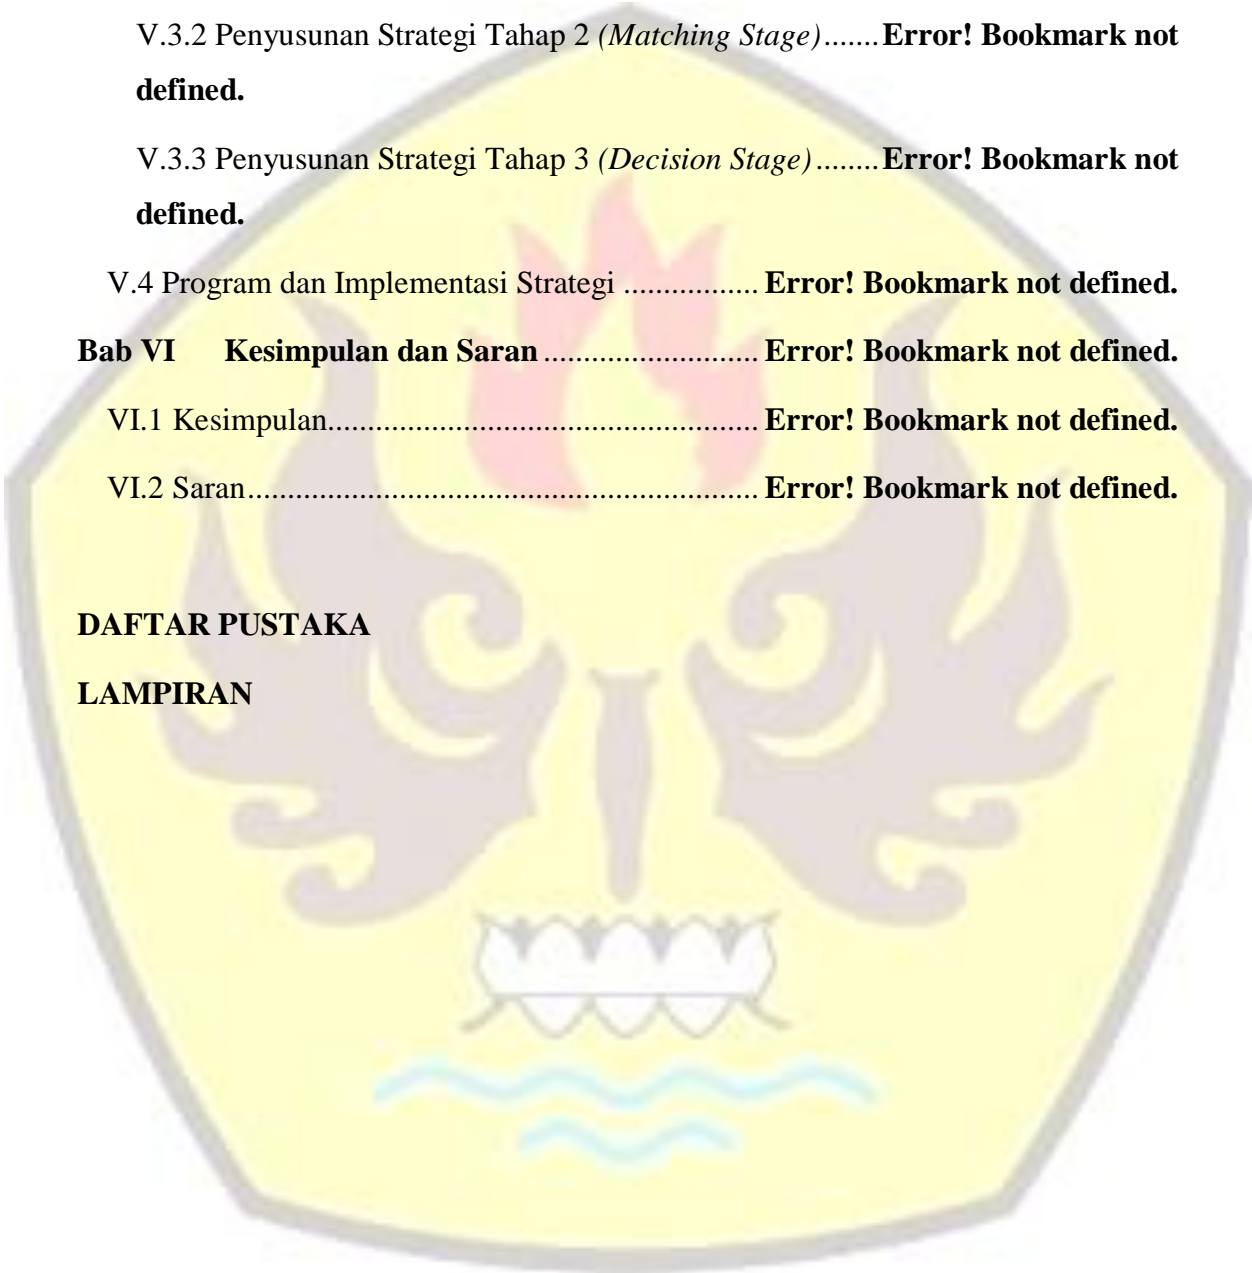 V.3.2 Penyusunan Strategi Tahap 2 (Matching Stage).......Error! Bookmark not
defined.
V.3.3 Penyusunan Strategi Tahap 3 (Decision Stage)........Error! Bookmark not
defined.
V.4 Program dan Implementasi Strategi ................. Error! Bookmark not defined.
Bab VI Kesimpulan dan Saran........................... Error! Bookmark not defined.
VI.1 Kesimpulan...................................................... Error! Bookmark not defined.
VI.2 Saran................................................................ Error! Bookmark not defined.
DAFTAR PUSTAKA
LAMPIRAN